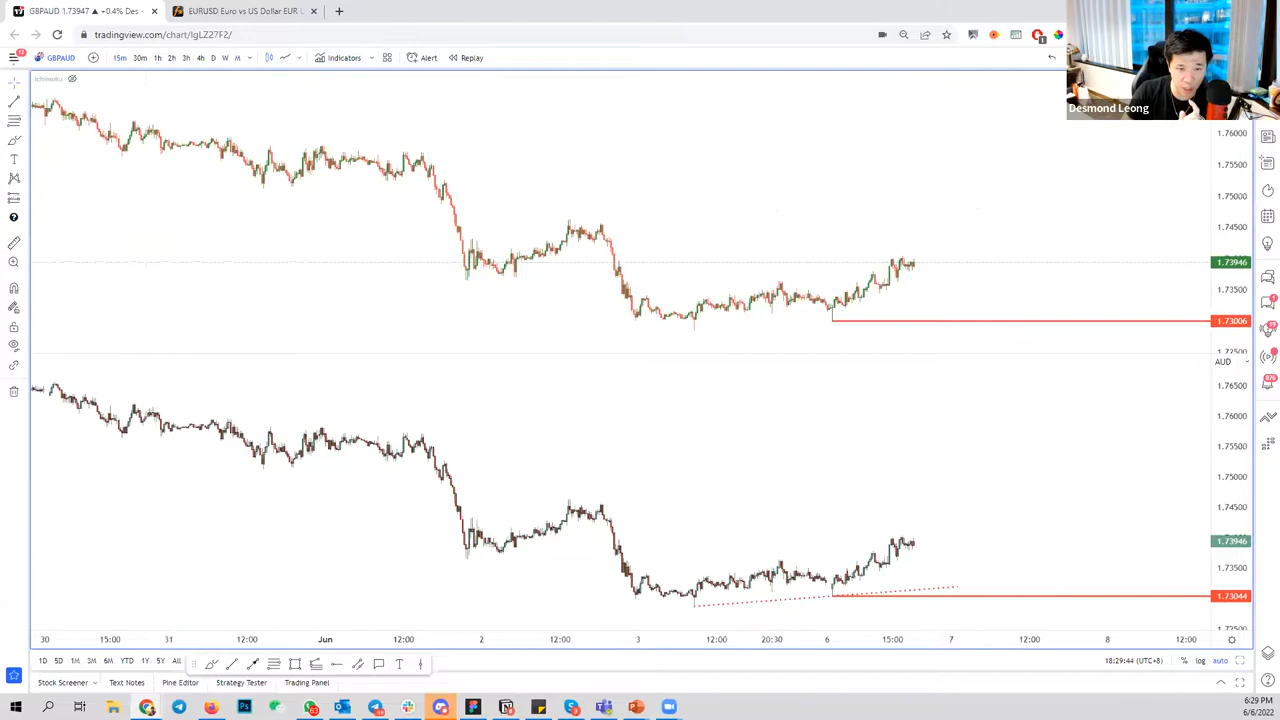 GBPAUD 1.73947 ▲ +0.4% Des
EURUSD Euro vs US Dollar EUR U
tradingview.com/chart/IgLZ27F2/
1
12
GBPAUD
15m 30m 1h 2h 3h 4h D W M
Indicators
Alert
Replay
Desmond Leong
Ichimoku
1.76000
1.75500
1.75000
1.74500
1.73946
1.73500
1.73006
1.72500
AUD
1.76500
1.76000
1.75500
1.75000
1.74500
1.73946
1.73500
1.73044
1.72500
30 15:00 31 12:00 Jun 12:00 2 12:00 3 12:00 20:30 6 15:00 7 12:00 8 12:00
1D 5D 1M 3M 6M YTD 1Y 5Y All
18:29:44 (UTC+8) % log auto
Stock Screener Text Notes Pine Editor Strategy Tester Trading Panel
6:29 PM
6/6/2022